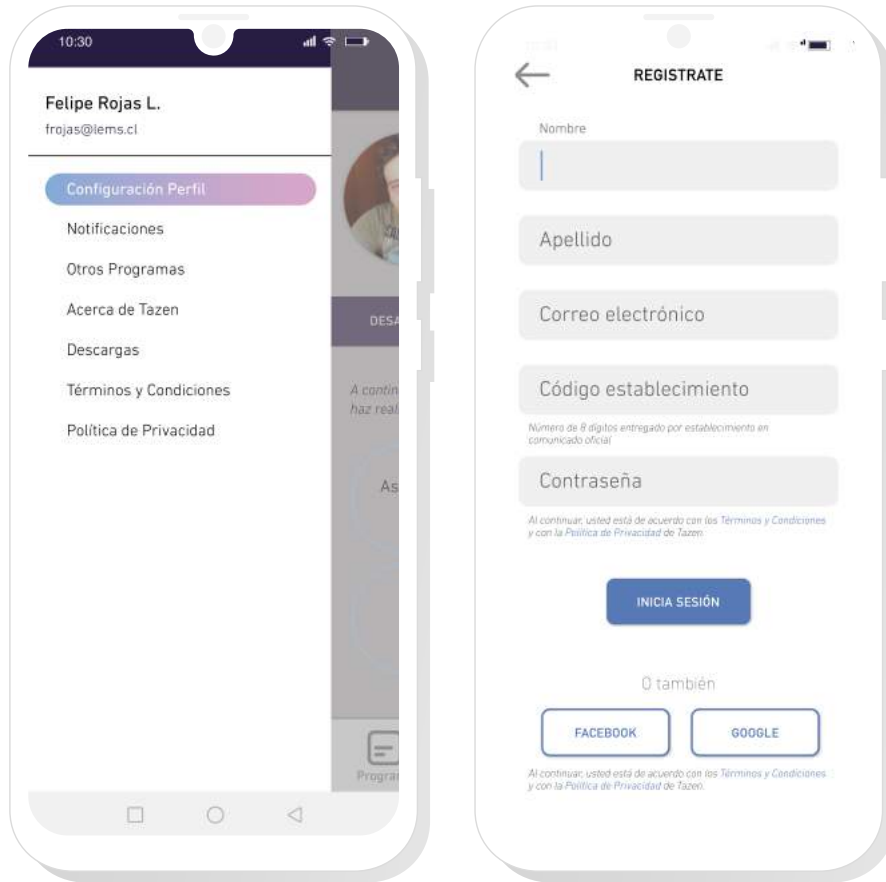 10:30
Felipe Rojas L.
frojas@lems.cl
Configuración Perfil
Notificaciones
Otros Programas
Acerca de Tazen
Descargas
Términos y Condiciones
Política de Privacidad
DESA
A contin
haz real
As
Progra
REGISTRATE
Nombre
Apellido
Correo electrónico
Código establecimiento
Número de 8 dígitos entregado por establecimiento en
comunicado oficial
Contraseña
Al continuar, usted está de acuerdo con los Términos y Condiciones
y con la Política de Privacidad de Tazen.
INICIA SESIÓN
O también
FACEBOOK
GOOGLE
Al continuar, usted está de acuerdo con los Términos y Condiciones
y con la Política de Privacidad de Tazen.